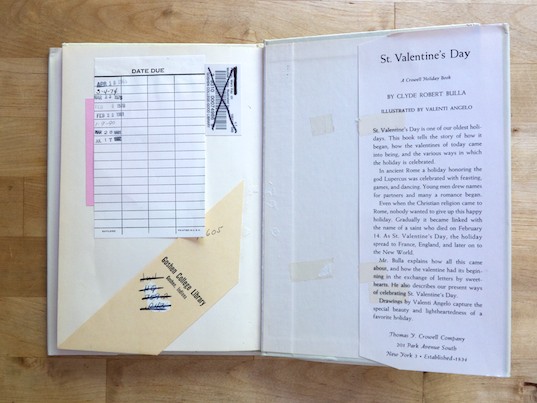 DATE DUE
605
Goshen College Library
Goshen, Indiana
St. Valentine's Day
A Crowell Holiday Book
BY CLYDE ROBERT BULLA
ILLUSTRATED BY VALENTI ANGELO
St. Valentine's Day is one of our oldest holi-
days. This book tells the story of how it
began, how the valentines of today came
into being, and the various ways in which
the holiday is celebrated.
In ancient Rome a holiday honoring the
god Lupercus was celebrated with feasting,
games, and dancing. Young men drew names
for partners and many a romance began.
Even when the Christian religion came to
Rome, nobody wanted to give up this happy
holiday. Gradually it became linked with
the name of a saint who died on February
14. As St. Valentine's Day, the holiday
spread to France, England, and later on to
the New World.
Mr. Bulla explains how all this came
about, and how the valentine had its begin-
ning in the exchange of letters by sweet-
hearts. He also describes our present ways
of celebrating St. Valentine's Day.
Drawings by Valenti Angelo capture the
special beauty and lightheartedness of a
favorite holiday.
Thomas Y. Crowell Company
201 Park Avenue South
New York 3 • Established 1834